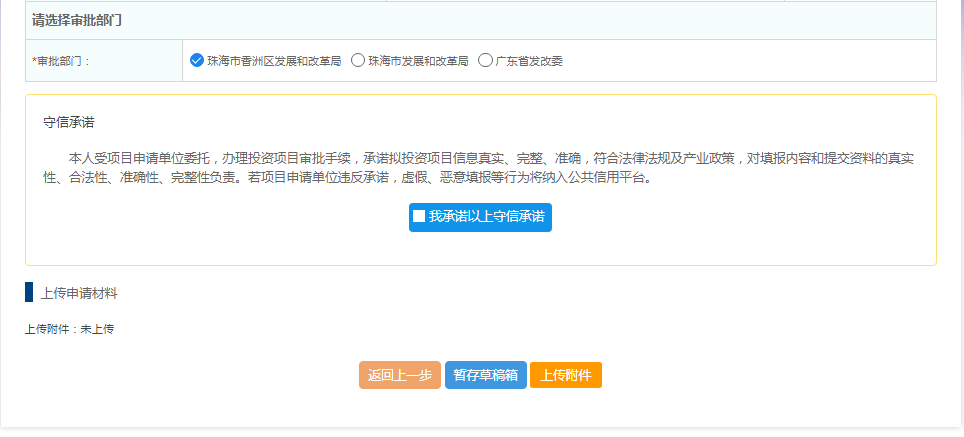 请选择审批部门
*审批部门： 珠海市香洲区发展和改革局 珠海市发展和改革局 广东省发改委
守信承诺
本人受项目申请单位委托，办理投资项目审批手续，承诺拟投资项目信息真实、完整、准确，符合法律法规及产业政策，对填报内容和提交资料的真实
性、合法性、准确性、完整性负责。若项目申请单位违反承诺，虚假、恶意填报等行为将纳入公共信用平台。
我承诺以上守信承诺
上传申请材料
上传附件：未上传
返回上一步 暂存草稿箱 上传附件